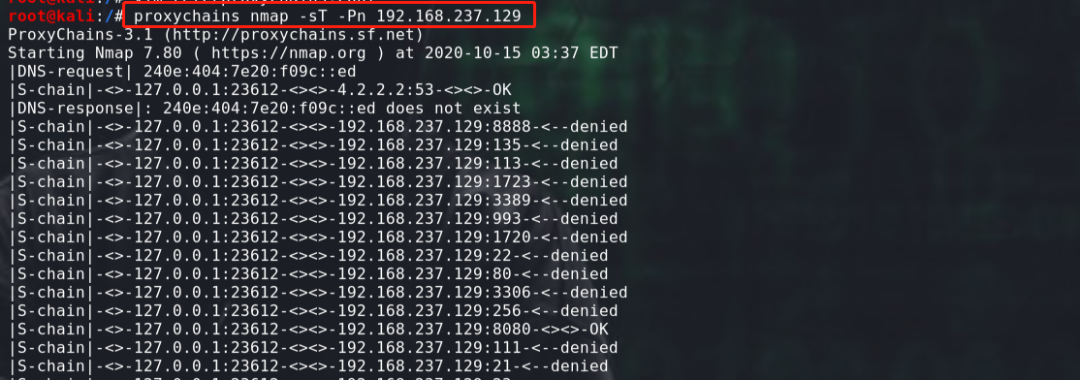 root@kali:/# proxychains nmap -sT -Pn 192.168.237.129
ProxyChains-3.1 (http://proxychains.sf.net)
Starting Nmap 7.80 ( https://nmap.org ) at 2020-10-15 03:37 EDT
|DNS-request| 240e:404:7e20:f09c::ed
|S-chain|-<>-127.0.0.1:23612-<><>-4.2.2.2:53-<><>-OK
|DNS-response|: 240e:404:7e20:f09c::ed does not exist
|S-chain|-<>-127.0.0.1:23612-<><>-192.168.237.129:8888-<--denied
|S-chain|-<>-127.0.0.1:23612-<><>-192.168.237.129:135-<--denied
|S-chain|-<>-127.0.0.1:23612-<><>-192.168.237.129:113-<--denied
|S-chain|-<>-127.0.0.1:23612-<><>-192.168.237.129:1723-<--denied
|S-chain|-<>-127.0.0.1:23612-<><>-192.168.237.129:3389-<--denied
|S-chain|-<>-127.0.0.1:23612-<><>-192.168.237.129:993-<--denied
|S-chain|-<>-127.0.0.1:23612-<><>-192.168.237.129:1720-<--denied
|S-chain|-<>-127.0.0.1:23612-<><>-192.168.237.129:22-<--denied
|S-chain|-<>-127.0.0.1:23612-<><>-192.168.237.129:80-<--denied
|S-chain|-<>-127.0.0.1:23612-<><>-192.168.237.129:3306-<--denied
|S-chain|-<>-127.0.0.1:23612-<><>-192.168.237.129:256-<--denied
|S-chain|-<>-127.0.0.1:23612-<><>-192.168.237.129:8080-<><>-OK
|S-chain|-<>-127.0.0.1:23612-<><>-192.168.237.129:111-<--denied
|S-chain|-<>-127.0.0.1:23612-<><>-192.168.237.129:21-<--denied